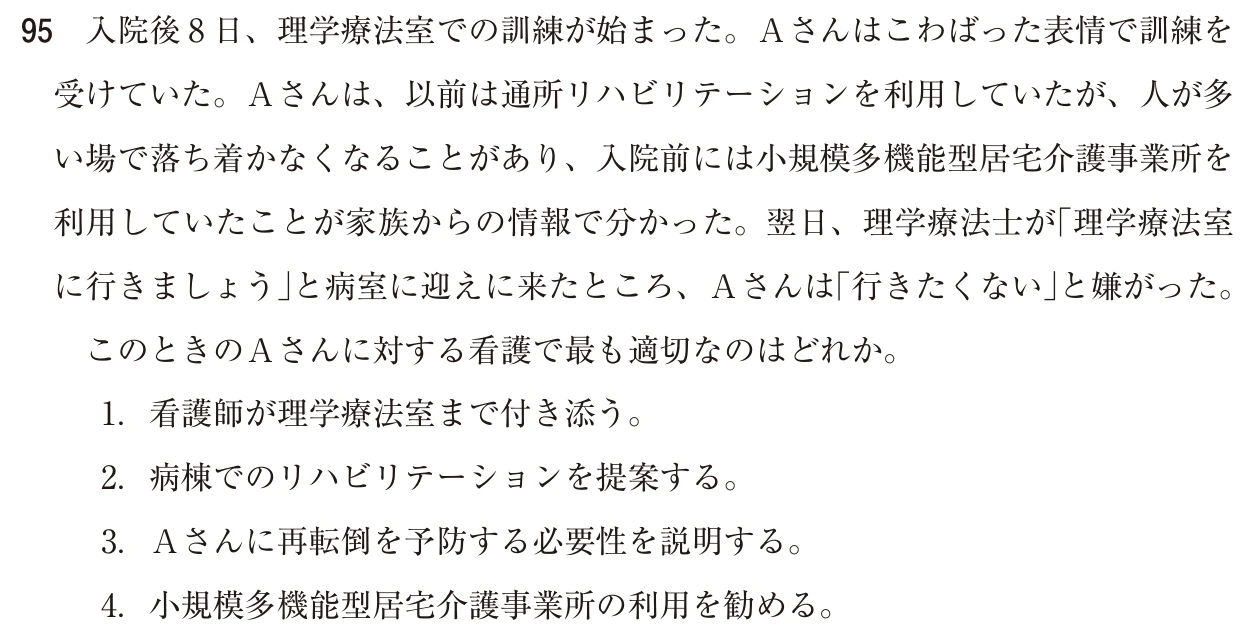 95　入院後８日、理学療法室での訓練が始まった。Ａさんはこわばった表情で訓練を
受けていた。Ａさんは、以前は通所リハビリテーションを利用していたが、人が多
い場で落ち着かなくなることがあり、入院前には小規模多機能型居宅介護事業所を
利用していたことが家族からの情報で分かった。翌日、理学療法士が「理学療法室
に行きましょう」と病室に迎えに来たところ、Ａさんは「行きたくない」と嫌がった。
このときのＡさんに対する看護で最も適切なのはどれか。
1. 看護師が理学療法室まで付き添う。
2. 病棟でのリハビリテーションを提案する。
3. Ａさんに再転倒を予防する必要性を説明する。
4. 小規模多機能型居宅介護事業所の利用を勧める。